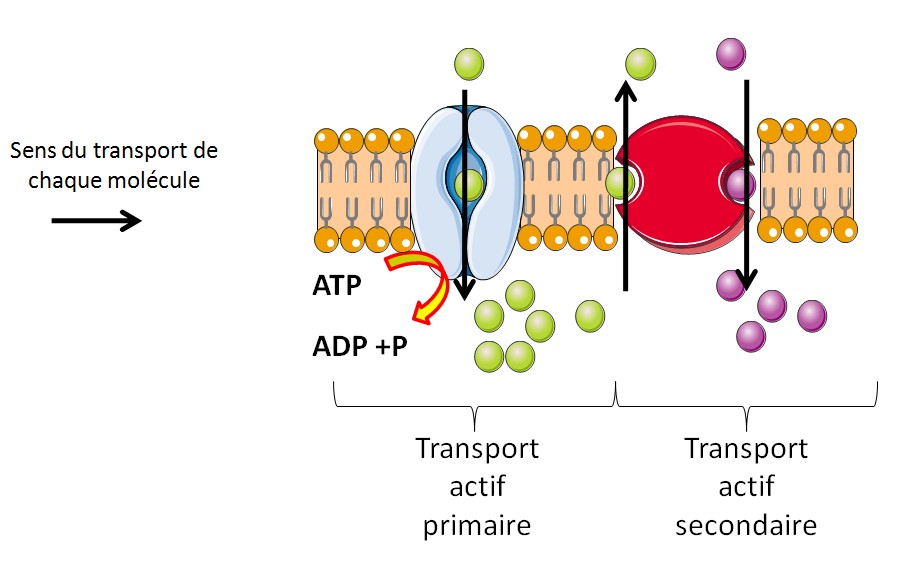 Sens du transport de
chaque molécule
ATP
ADP +P
Transport
actif
primaire
Transport
actif
secondaire